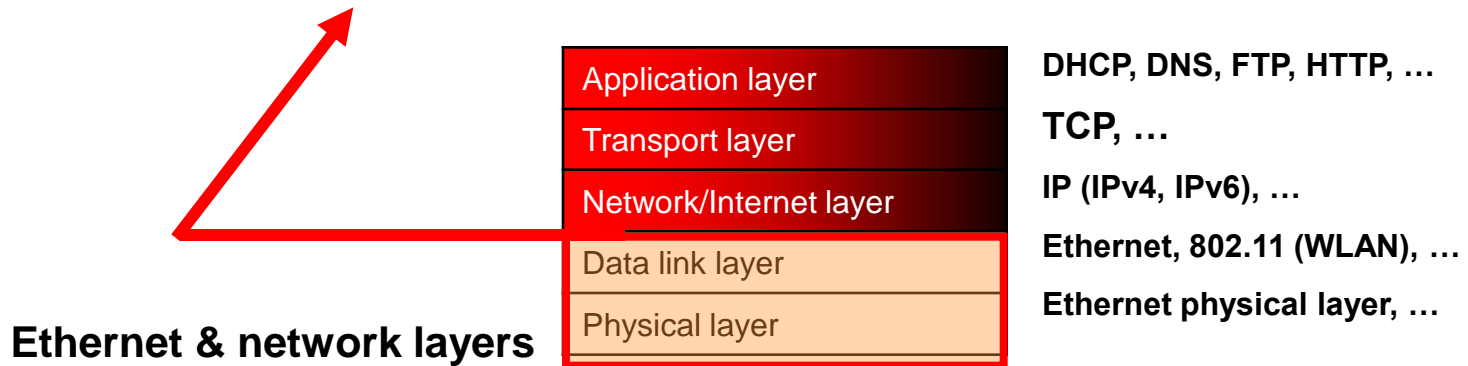 Application layer
DHCP, DNS, FTP, HTTP, …
Transport layer
TCP, …
Network/Internet layer
IP (IPv4, IPv6), …
Data link layer
Ethernet, 802.11 (WLAN), …
Physical layer
Ethernet physical layer, …
Ethernet & network layers